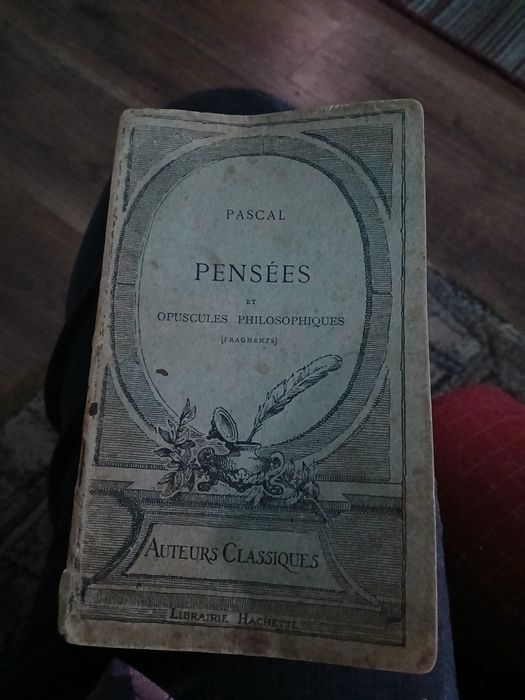 PASCAL
PENSÉES
ET
OPUSCULES PHILOSOPHIQUES
(FRAGMENTS)
AUTEURS CLASSIQUES
LIBRAIRIE HACHETTE